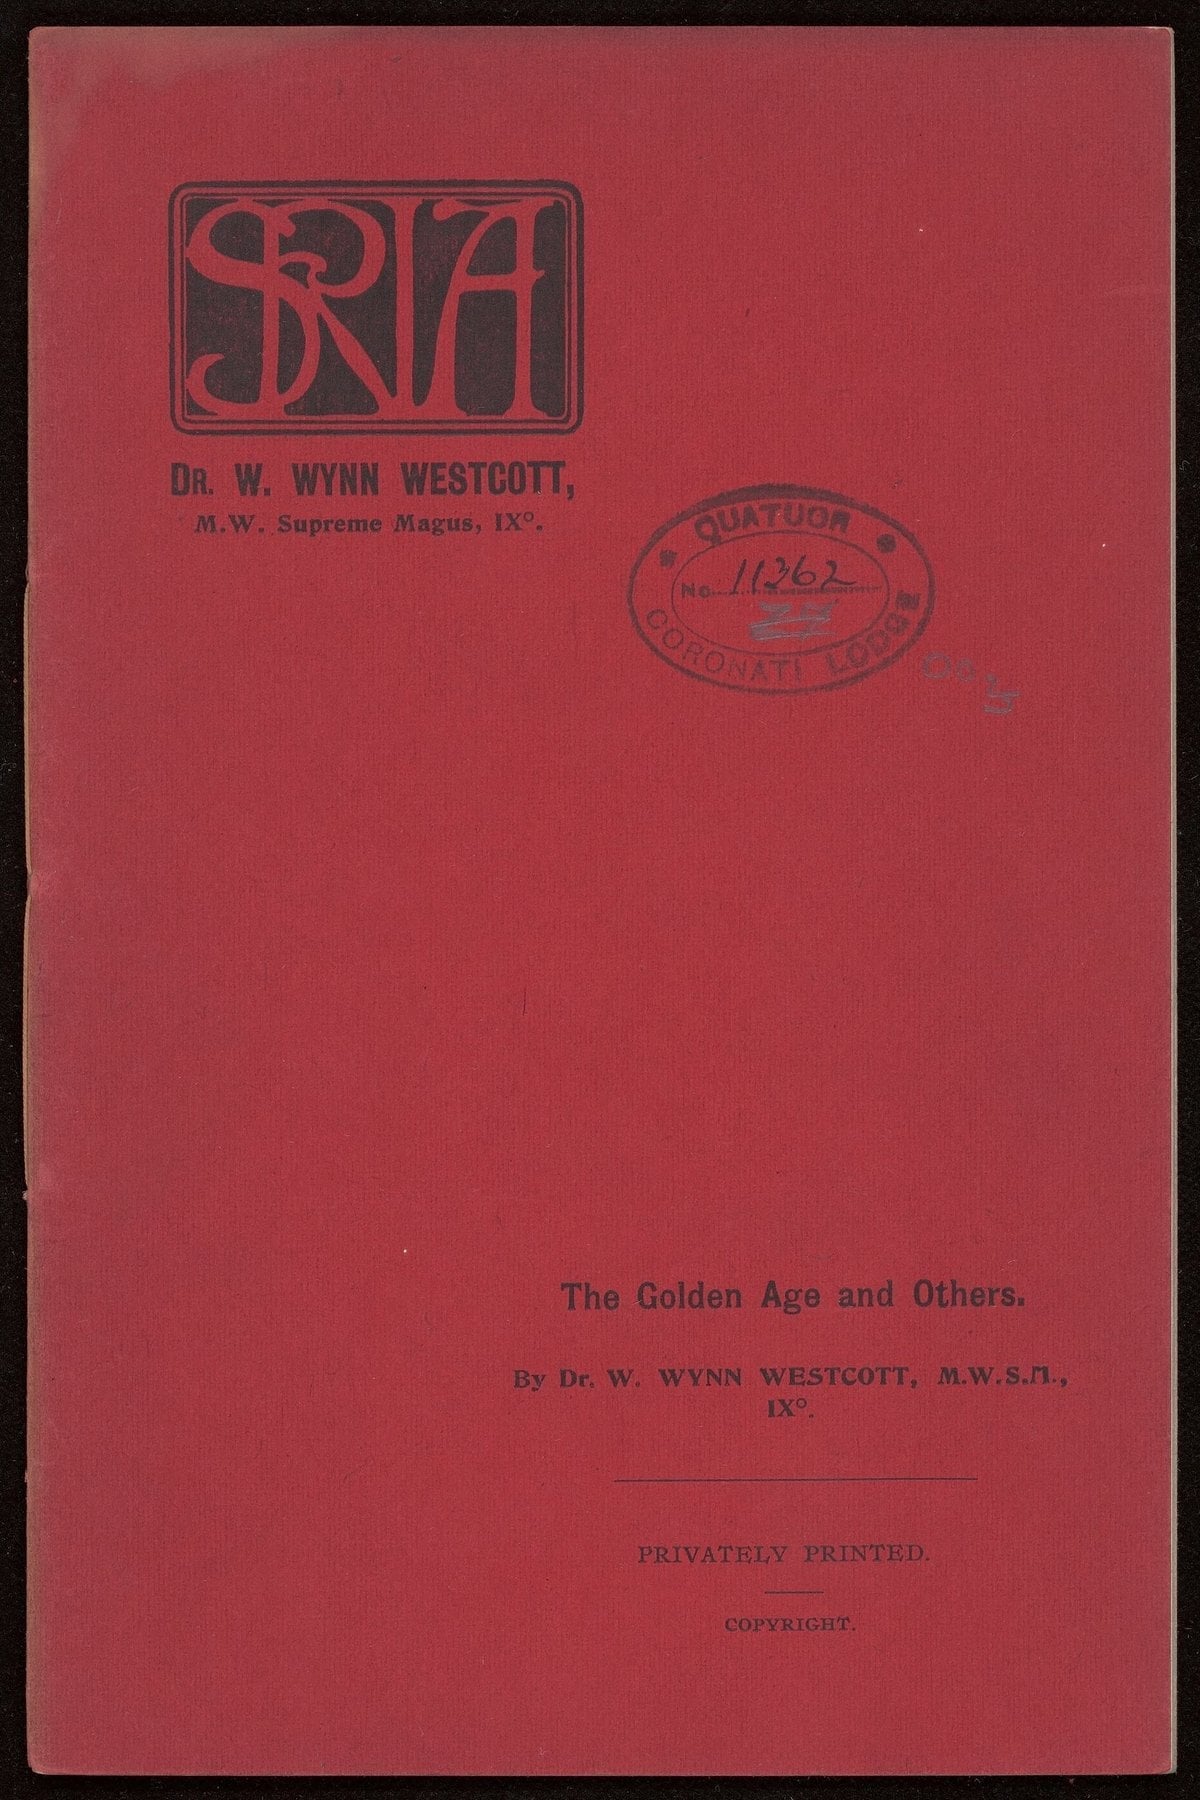 SRIA
DR. W. WYNN WESTCOTT,
M.W. Supreme Magus, IX°.
QUATUOR
No. 11362
CORONATI LODGE
The Golden Age and Others.
By Dr. W. WYNN WESTCOTT, M.W.S.M.,
IX°.
PRIVATELY PRINTED.
COPYRIGHT.